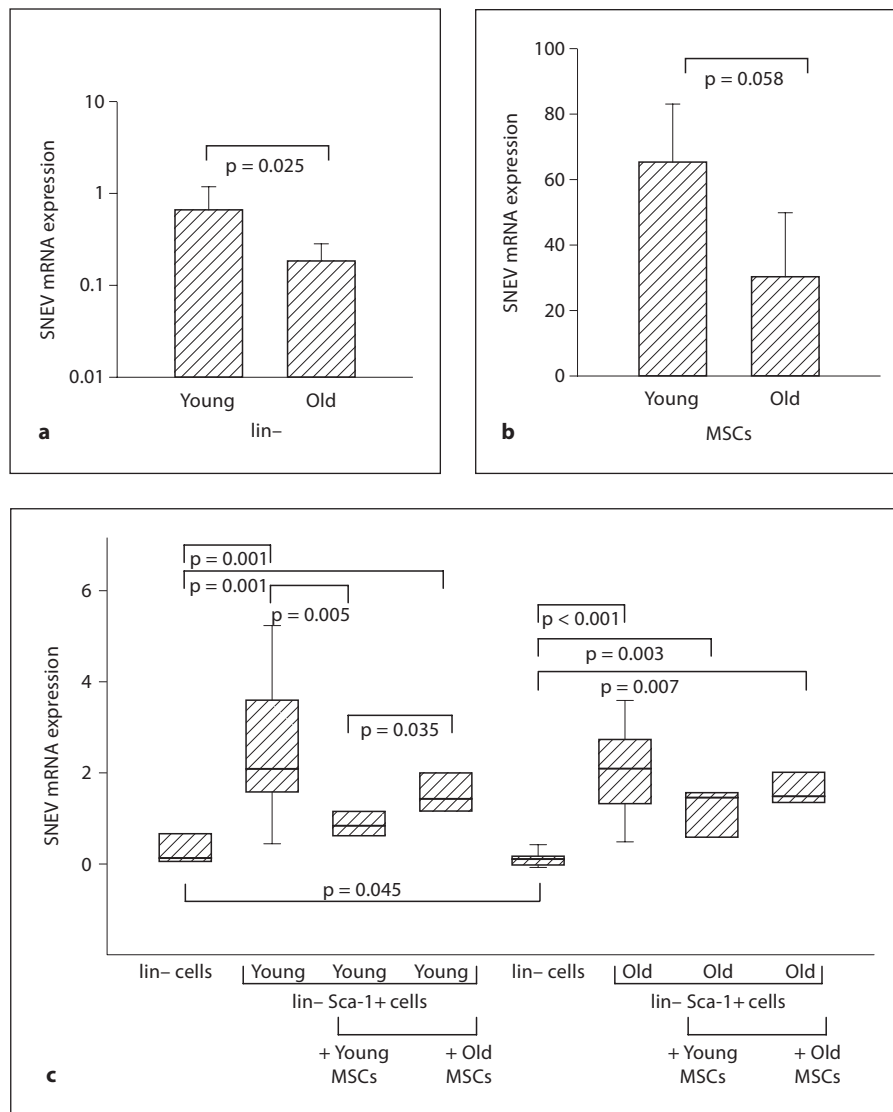 10
1
0.1
0.01
SNEV mRNA expression
p = 0.025
Young Old
lin–
a
100
80
60
40
20
0
SNEV mRNA expression
p = 0.058
Young Old
MSCs
b
6
4
2
0
SNEV mRNA expression
p = 0.001
p = 0.001
p = 0.005
p = 0.035
p < 0.001
p = 0.003
p = 0.007
p = 0.045
lin– cells Young Young Young lin– cells Old Old Old
lin– Sca-1+ cells lin– Sca-1+ cells
+ Young + Old + Young + Old
MSCs MSCs MSCs MSCs
c